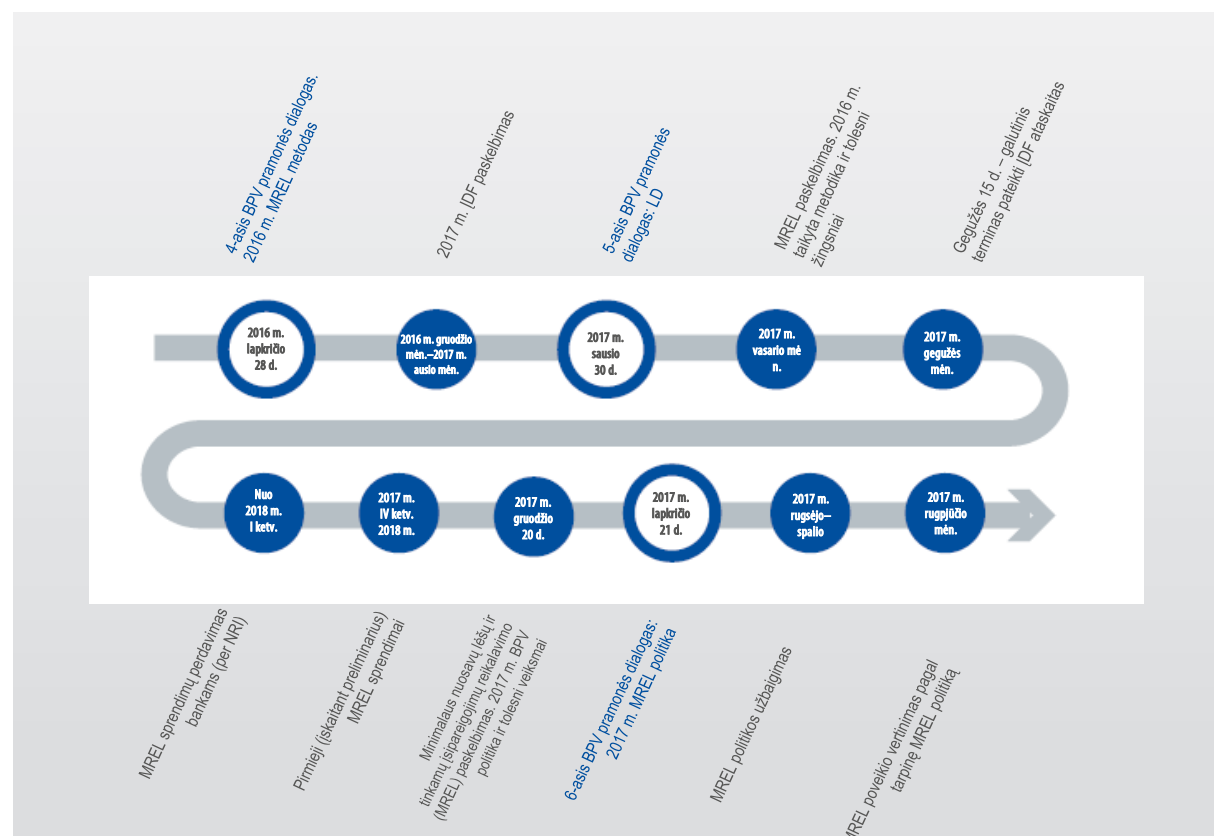 4-asis BPV pramonės dialogas.
2016 m. MREL metodas
2017 m. ĮDF paskelbimas
5-asis BPV pramonės
dialogas: LD
MREL paskelbimas. 2016 m.
taikyta metodika ir tolesni
žingsniai
Gegužės 15 d. – galutinis
terminas pateikti ĮDF ataskaitas
2016 m.
lapkričio
28 d.
2016 m. gruodžio
mėn.–2017 m.
ausio mėn.
2017 m.
sausio
30 d.
2017 m.
vasario mė
n.
2017 m.
gegužės
mėn.
Nuo
2018 m.
I ketv.
2017 m.
IV ketv.
2018 m.
2017 m.
gruodžio
20 d.
2017 m.
lapkričio
21 d.
2017 m.
rugsėjo–
spalio
2017 m.
rugpjūčio
mėn.
MREL sprendimų perdavimas
bankams (per NRI)
Pirmieji (įskaitant preliminarius)
MREL sprendimai
Minimalaus nuosavų lėšų ir
tinkamų įsipareigojimų reikalavimo
(MREL) paskelbimas. 2017 m. BPV
politika ir tolesni veiksmai
6-asis BPV pramonės dialogas:
2017 m. MREL politika
MREL politikos užbaigimas
MREL poveikio vertinimas pagal
tarpinę MREL politiką